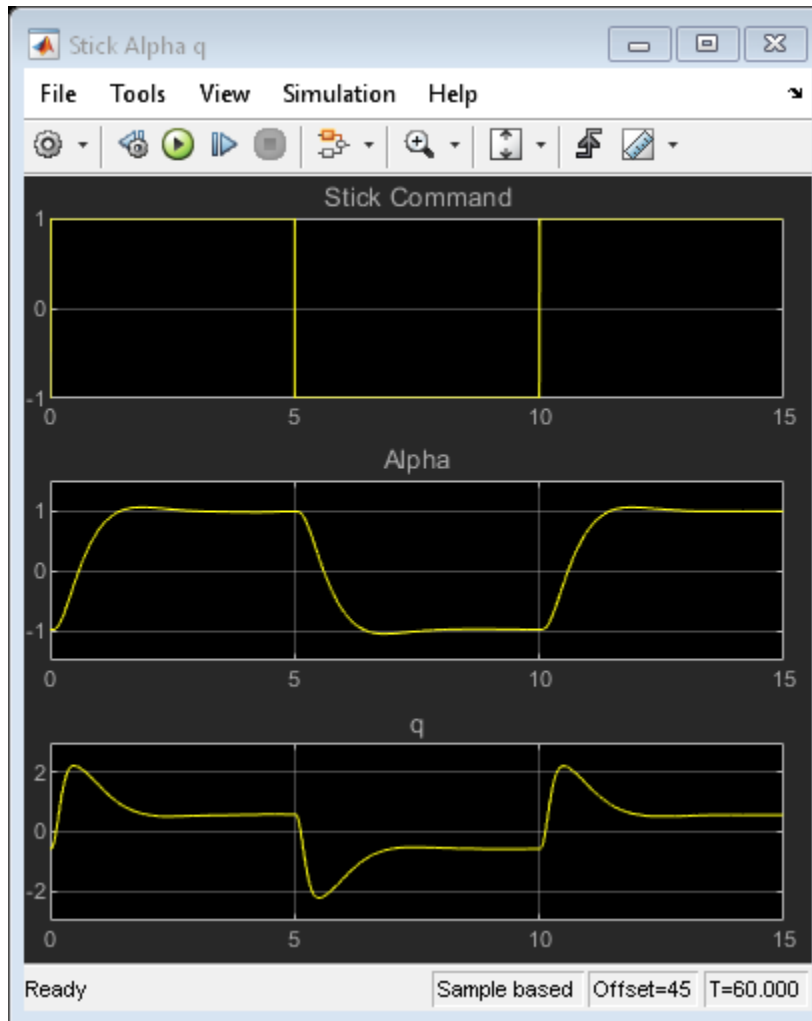 Stick Alpha q
File Tools View Simulation Help
Stick Command
1
0
-1
0 5 10 15
Alpha
1
0
-1
0 5 10 15
q
2
0
-2
0 5 10 15
Ready Sample based Offset=45 T=60.000